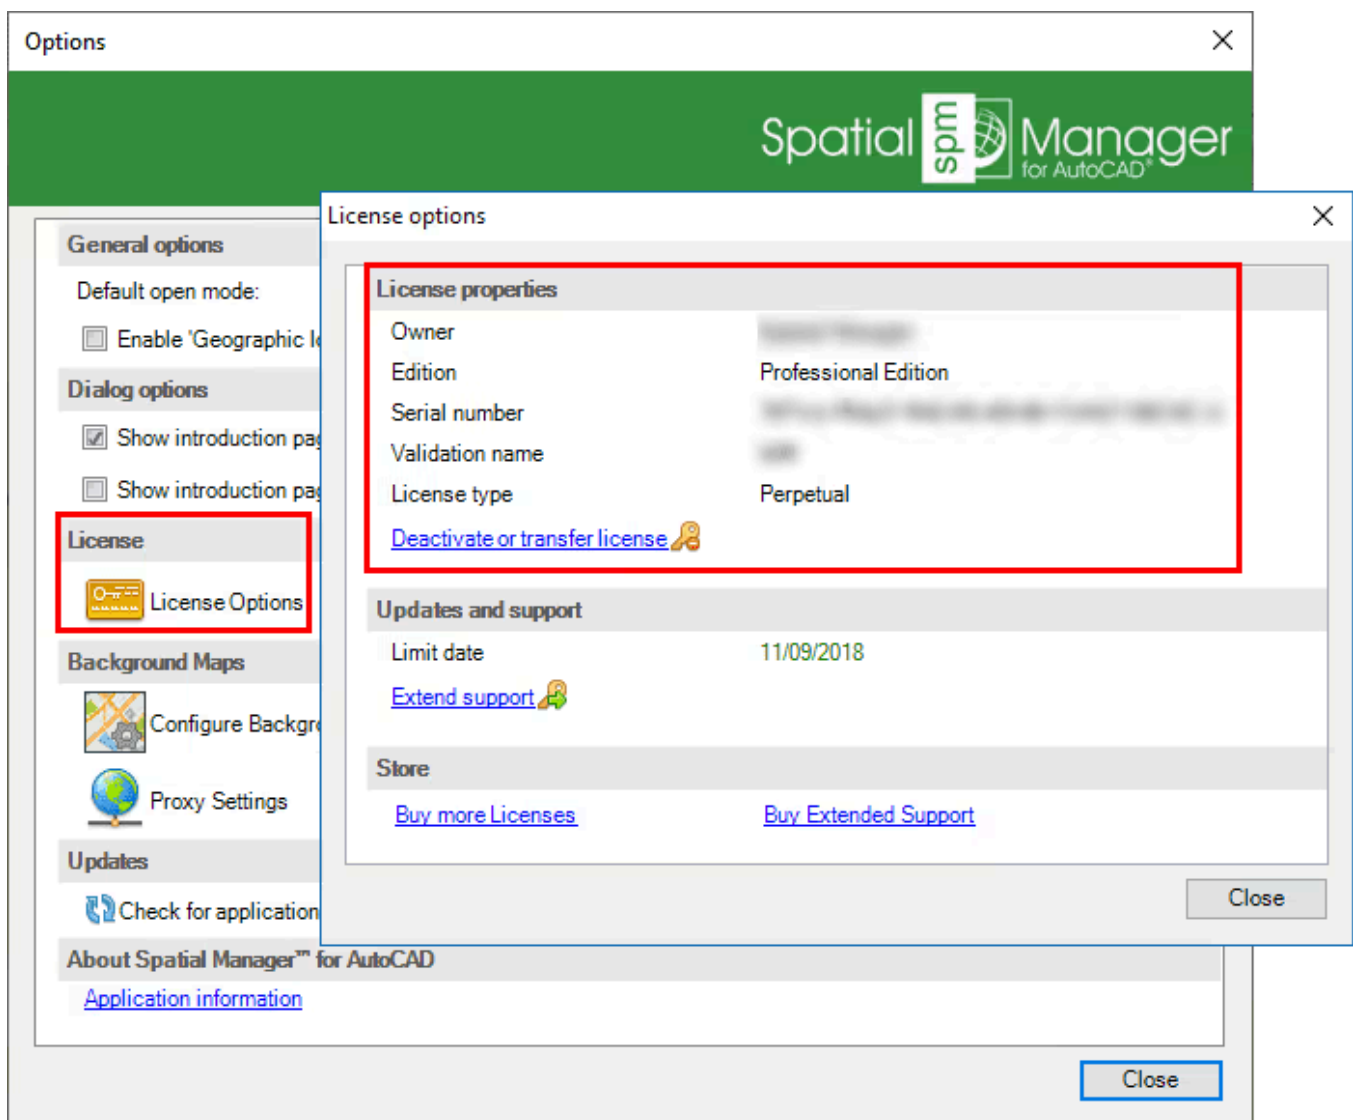 Options
Spatial spm Manager
for AutoCAD®
License options
General options
Default open mode:
Enable 'Geographic
Dialog options
Show introduction
Show introduction
License
License Options
Background Maps
Configure
Proxy Settings
Updates
Check for application
About Spatial Manager™ for AutoCAD
Application information
Close
License properties
Owner
Edition Professional Edition
Serial number
Validation name
License type Perpetual
Deactivate or transfer license
Updates and support
Limit date 11/09/2018
Extend support
Store
Buy more Licenses Buy Extended Support
Close